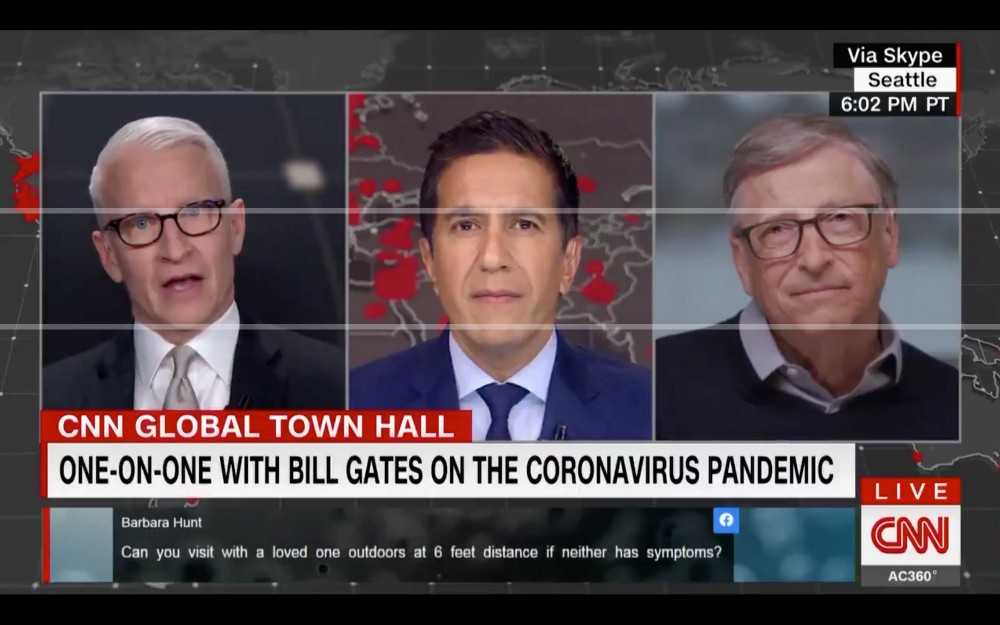 Via Skype
Seattle
6:02 PM PT
CNN GLOBAL TOWN HALL
ONE-ON-ONE WITH BILL GATES ON THE CORONAVIRUS PANDEMIC
Barbara Hunt
Can you visit with a loved one outdoors at 6 feet distance if neither has symptoms?
LIVE
CNN
AC360°